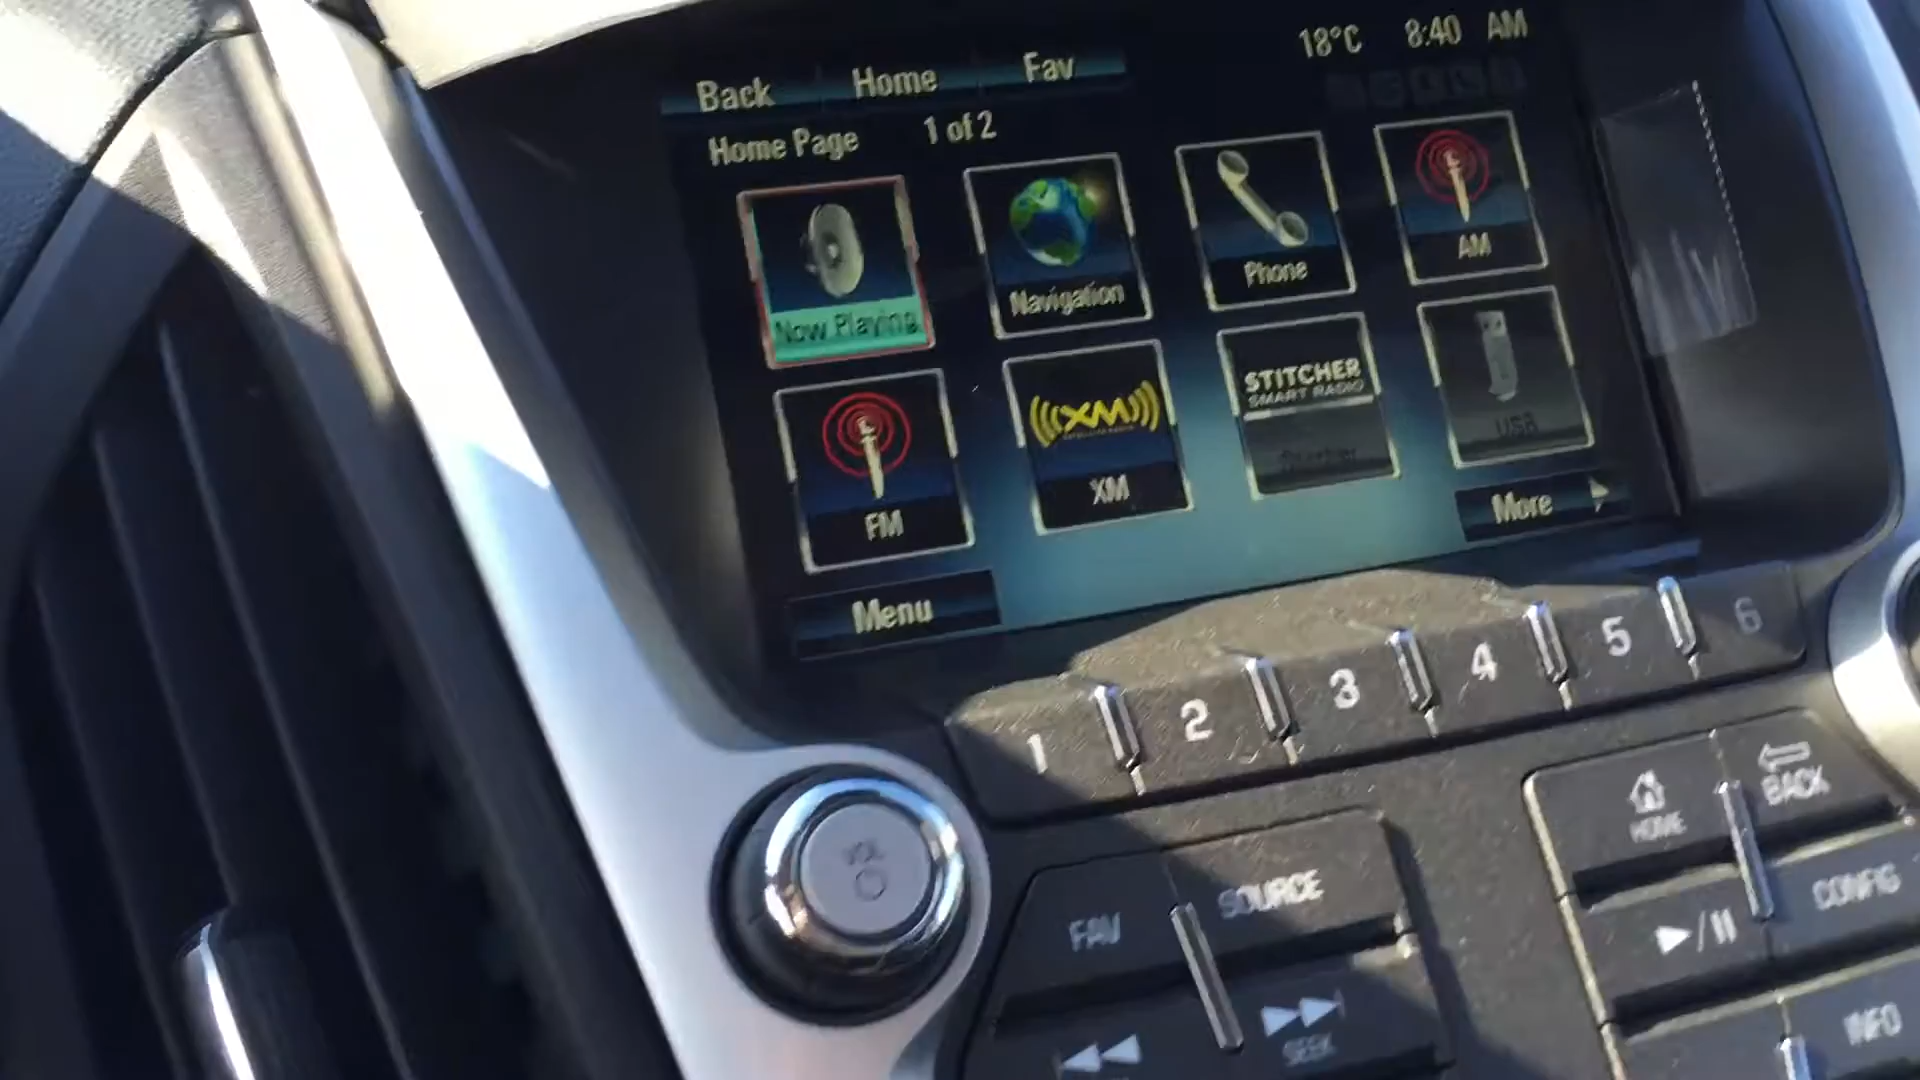 18°C 8:40 AM
Back Home Fav
Home Page 1 of 2
Now Playing
Navigation
Phone
AM
FM
XM
XM
STITCHER
SMART RADIO
USB
More
Menu
1 2 3 4 5 6
VOL
FAV
SOURCE
SEEK
HOME
BACK
CONFIG
INFO